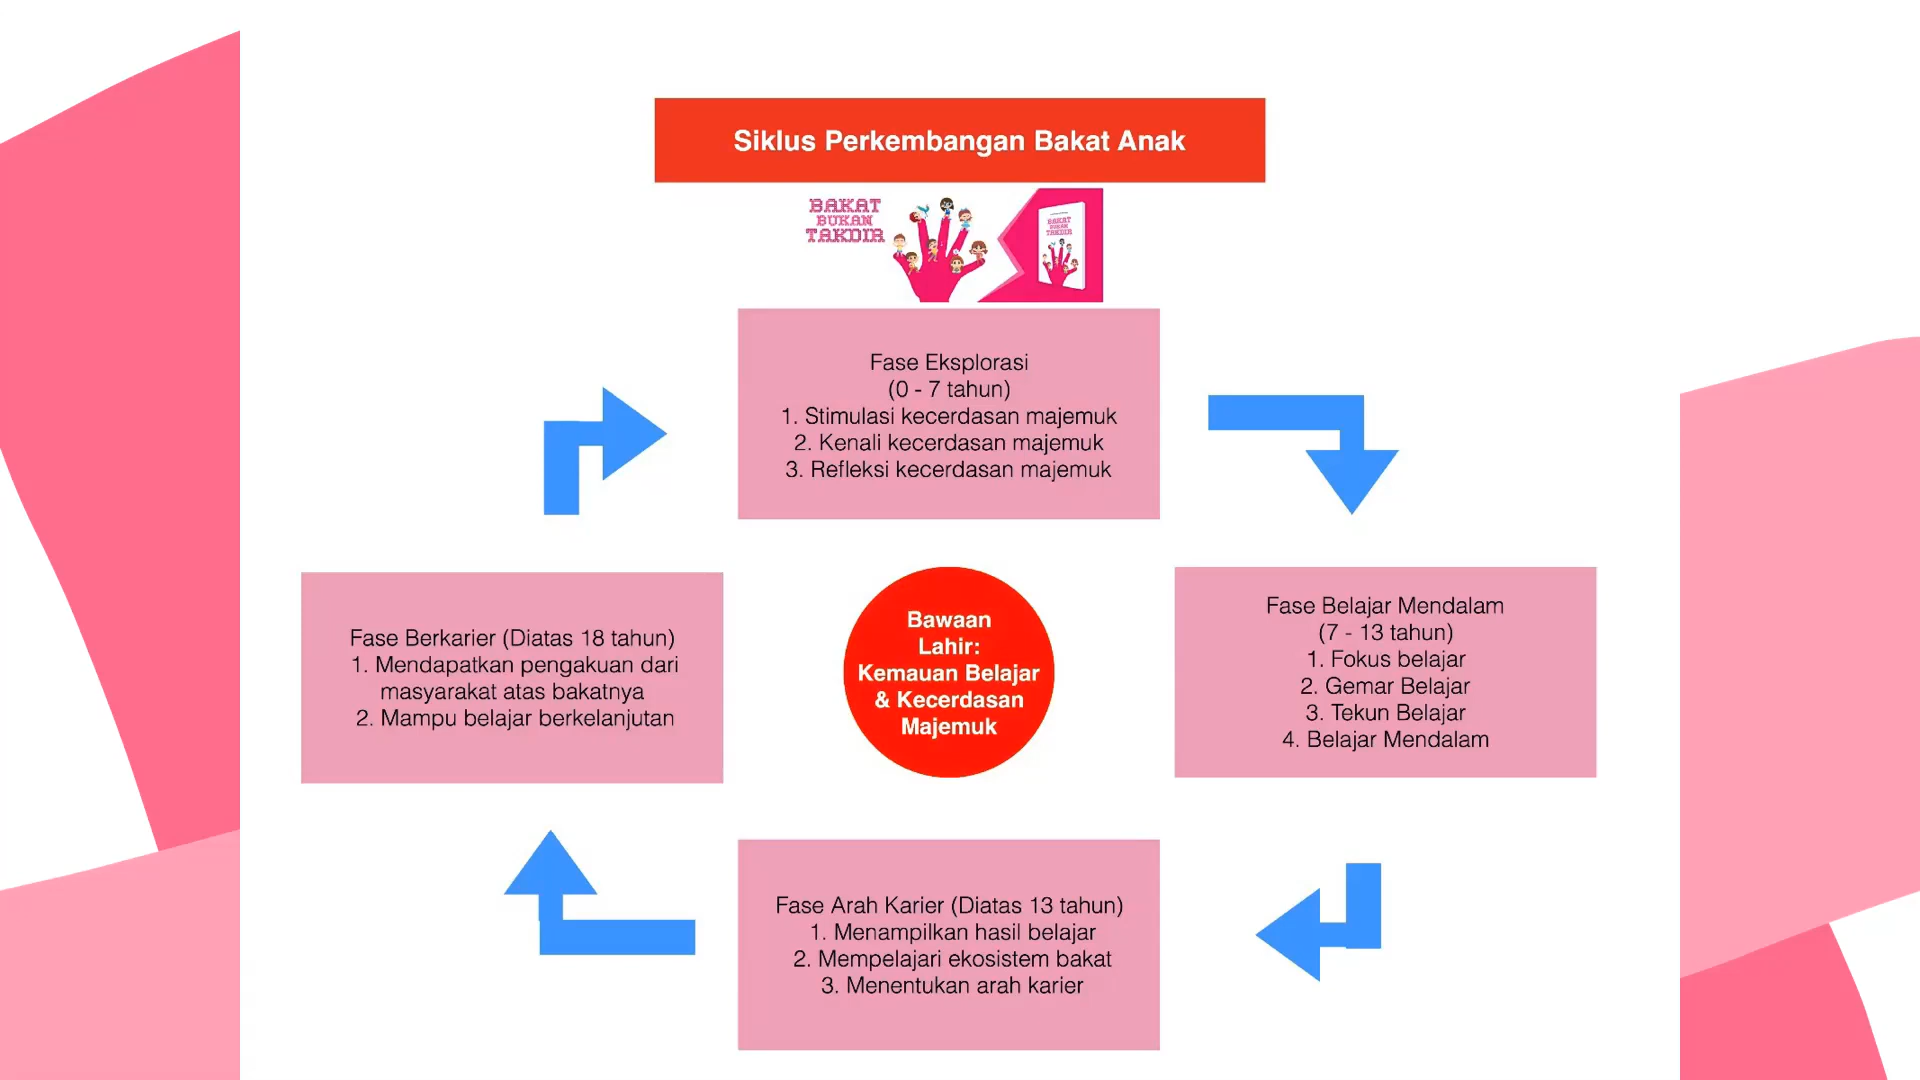 Siklus Perkembangan Bakat Anak
BAKAT
BUKAN
TAKDIR
BAKAT
BUKAN
TAKDIR
Fase Eksplorasi
(0 - 7 tahun)
1. Stimulasi kecerdasan majemuk
2. Kenali kecerdasan majemuk
3. Refleksi kecerdasan majemuk
Fase Belajar Mendalam
(7 - 13 tahun)
1. Fokus belajar
2. Gemar Belajar
3. Tekun Belajar
4. Belajar Mendalam
Bawaan
Lahir:
Kemauan Belajar
& Kecerdasan
Majemuk
Fase Berkarier (Diatas 18 tahun)
1. Mendapatkan pengakuan dari
masyarakat atas bakatnya
2. Mampu belajar berkelanjutan
Fase Arah Karier (Diatas 13 tahun)
1. Menampilkan hasil belajar
2. Mempelajari ekosistem bakat
3. Menentukan arah karier